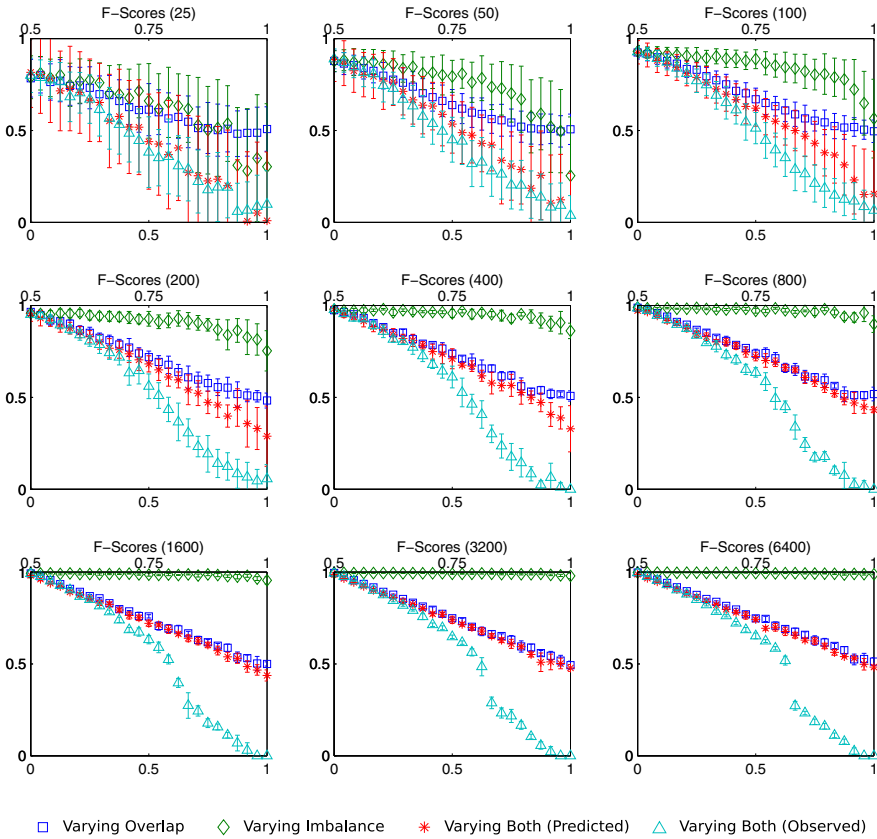 F-Scores (25)
F-Scores (50)
F-Scores (100)
0.5 0.75 1
0.5 0.75 1
0.5 0.75 1
1
0.5
0
1
0.5
0
1
0.5
0
0 0.5 1
0 0.5 1
0 0.5 1
F-Scores (200)
F-Scores (400)
F-Scores (800)
0.5 0.75 1
0.5 0.75 1
0.5 0.75 1
1
0.5
0
1
0.5
0
1
0.5
0
0 0.5 1
0 0.5 1
0 0.5 1
F-Scores (1600)
F-Scores (3200)
F-Scores (6400)
0.5 0.75 1
0.5 0.75 1
0.5 0.75 1
1
0.5
0
1
0.5
0
1
0.5
0
0 0.5 1
0 0.5 1
0 0.5 1
Varying Overlap
Varying Imbalance
Varying Both (Predicted)
Varying Both (Observed)